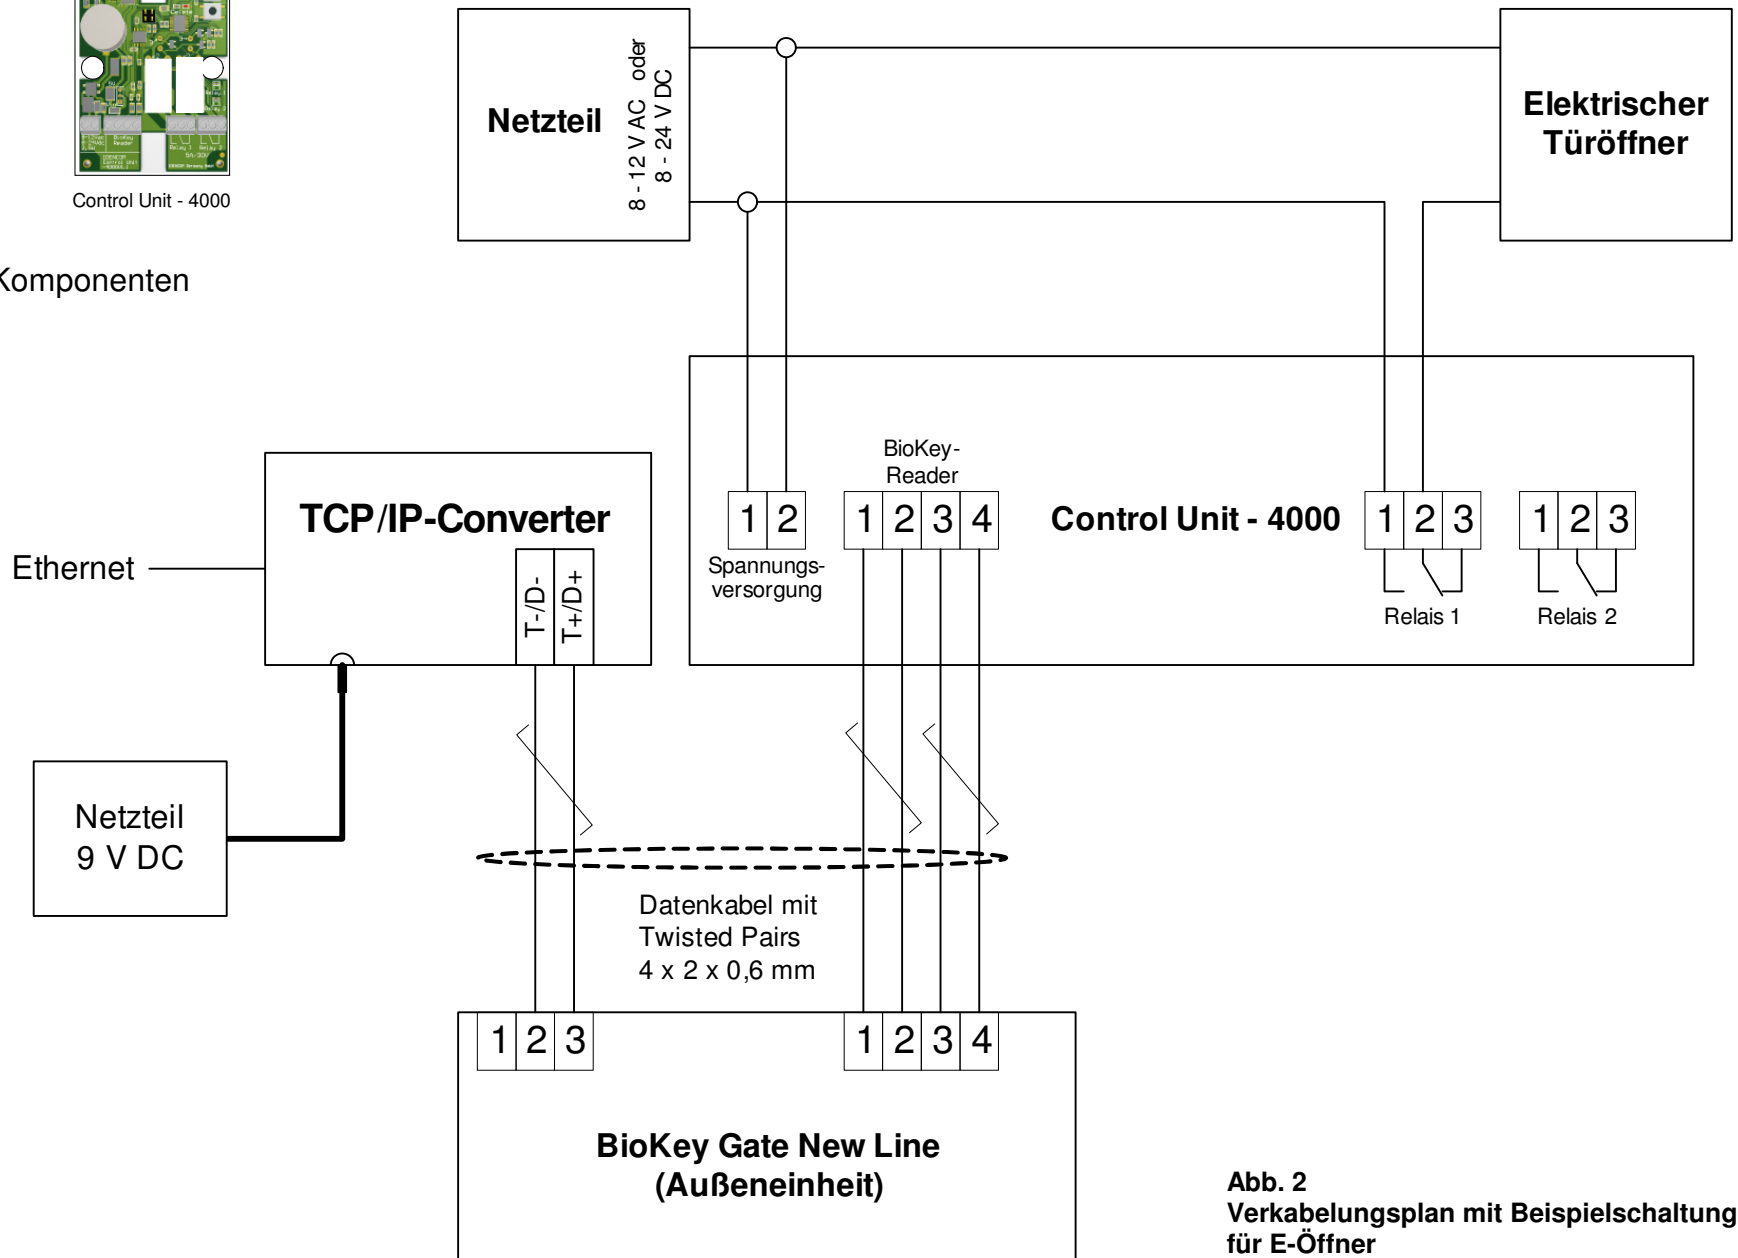 Control Unit - 4000
Komponenten
Netzteil
8 - 12 V AC oder
8 - 24 V DC
Elektrischer
Türöffner
TCP/IP-Converter
T-/D-
T+/D+
Ethernet
Netzteil
9 V DC
BioKey-
Reader
1 2
1 2 3 4
Control Unit - 4000
1 2 3
1 2 3
Spannungs-
versorgung
Relais 1
Relais 2
Datenkabel mit
Twisted Pairs
4 x 2 x 0,6 mm
1 2 3
1 2 3 4
BioKey Gate New Line
(Außeneinheit)
Abb. 2
Verkabelungsplan mit Beispielschaltung
für E-Öffner